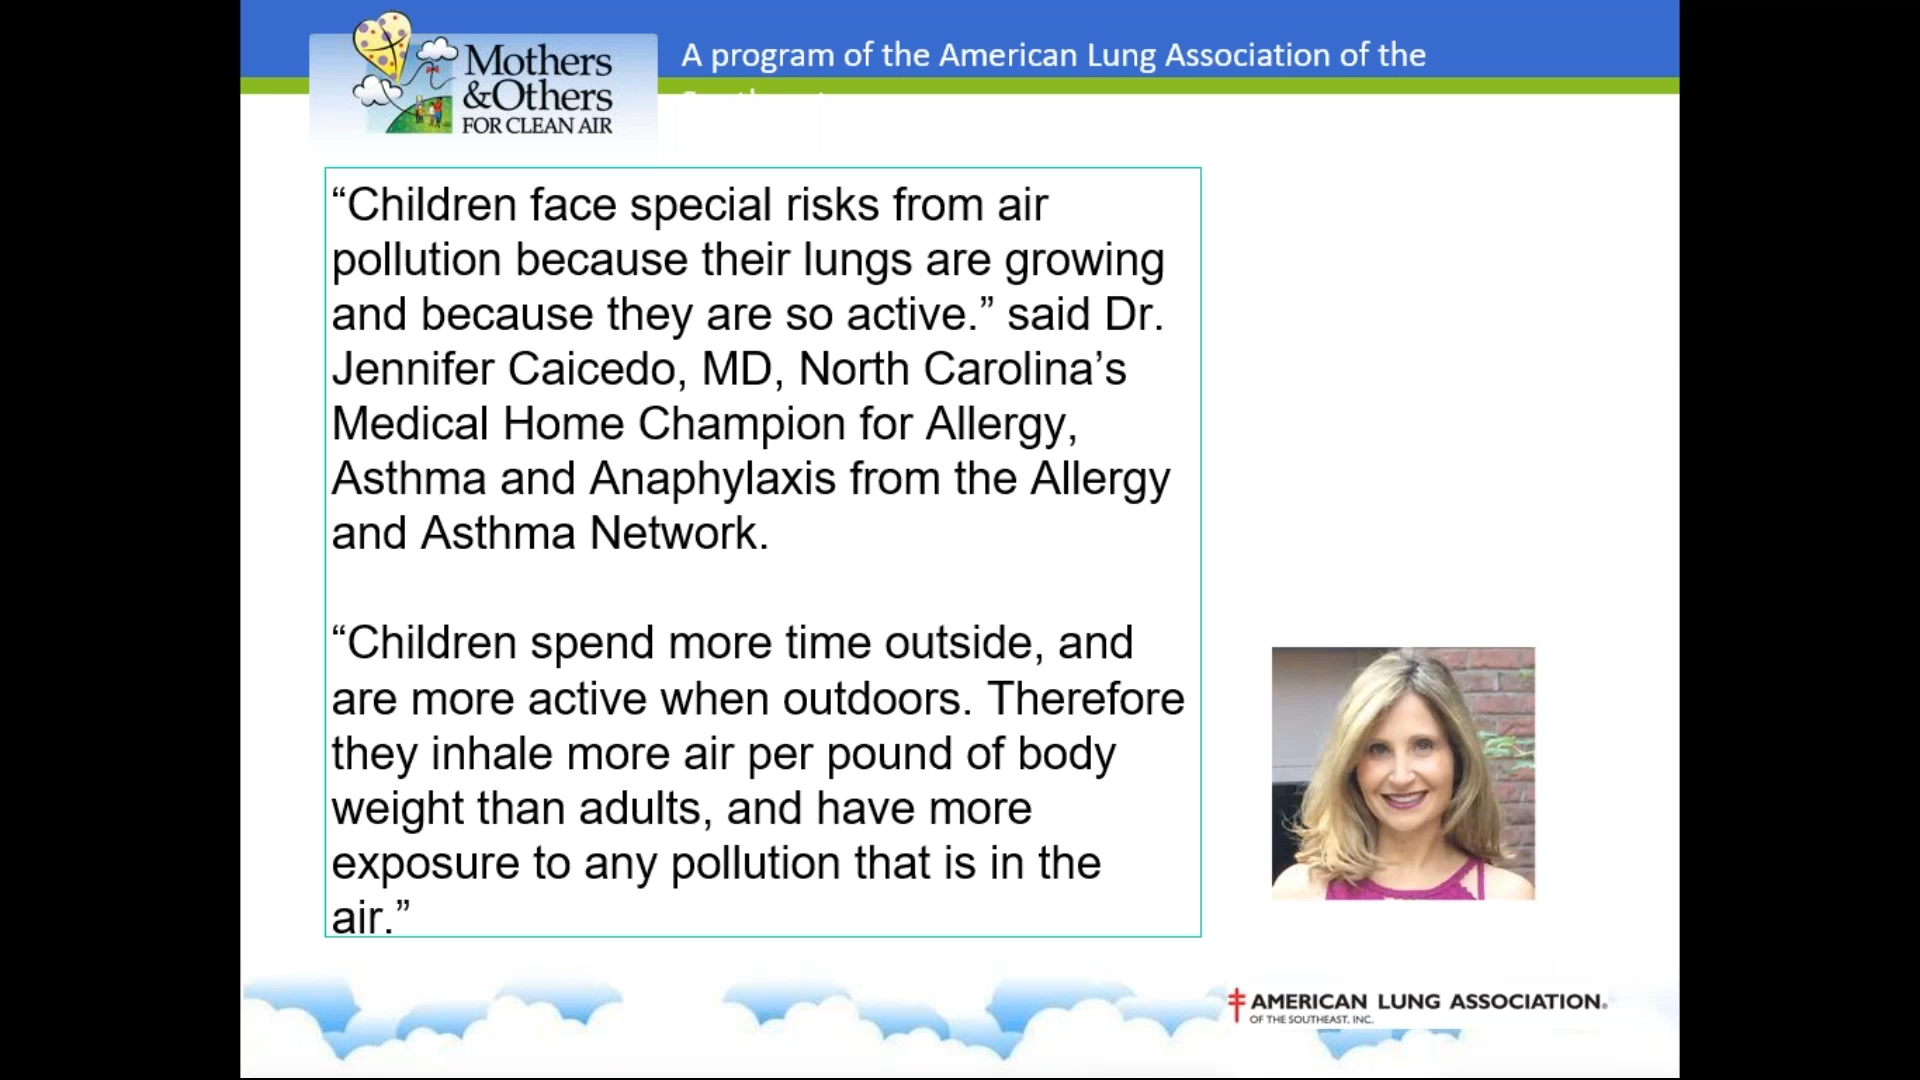 Mothers
&Others
FOR CLEAN AIR
A program of the American Lung Association of the
“Children face special risks from air
pollution because their lungs are growing
and because they are so active.” said Dr.
Jennifer Caicedo, MD, North Carolina’s
Medical Home Champion for Allergy,
Asthma and Anaphylaxis from the Allergy
and Asthma Network.
“Children spend more time outside, and
are more active when outdoors. Therefore
they inhale more air per pound of body
weight than adults, and have more
exposure to any pollution that is in the
air.”
AMERICAN LUNG ASSOCIATION®
OF THE SOUTHEAST, INC.